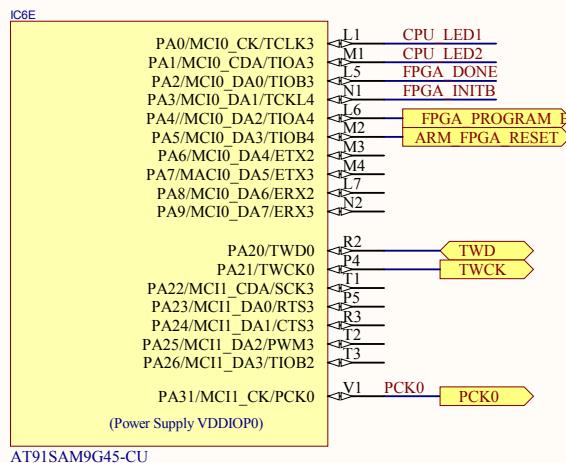 IC6E
PA0/MCI0_CK/TCLK3 L1 CPU_LED1
PA1/MCI0_CDA/TIOA3 M1 CPU_LED2
PA2/MCI0_DA0/TIOB3 L5 FPGA_DONE
PA3/MCI0_DA1/TCKL4 N1 FPGA_INITB
PA4//MCI0_DA2/TIOA4 L6 FPGA_PROGRAM_B
PA5/MCI0_DA3/TIOB4 M2 ARM_FPGA_RESET
PA6/MCI0_DA4/ETX2 M3
PA7/MACI0_DA5/ETX3 M4
PA8/MCI0_DA6/ERX2 L7
PA9/MCI0_DA7/ERX3 N2
PA20/TWD0 R2 TWD
PA21/TWCK0 P4 TWCK
PA22/MCI1_CDA/SCK3 T1
PA23/MCI1_DA0/RTS3 P5
PA24/MCI1_DA1/CTS3 R3
PA25/MCI1_DA2/PWM3 T2
PA26/MCI1_DA3/TIOB2 T3
PA31/MCI1_CK/PCK0 V1 PCK0 PCK0
(Power Supply VDDIOP0)
AT91SAM9G45-CU